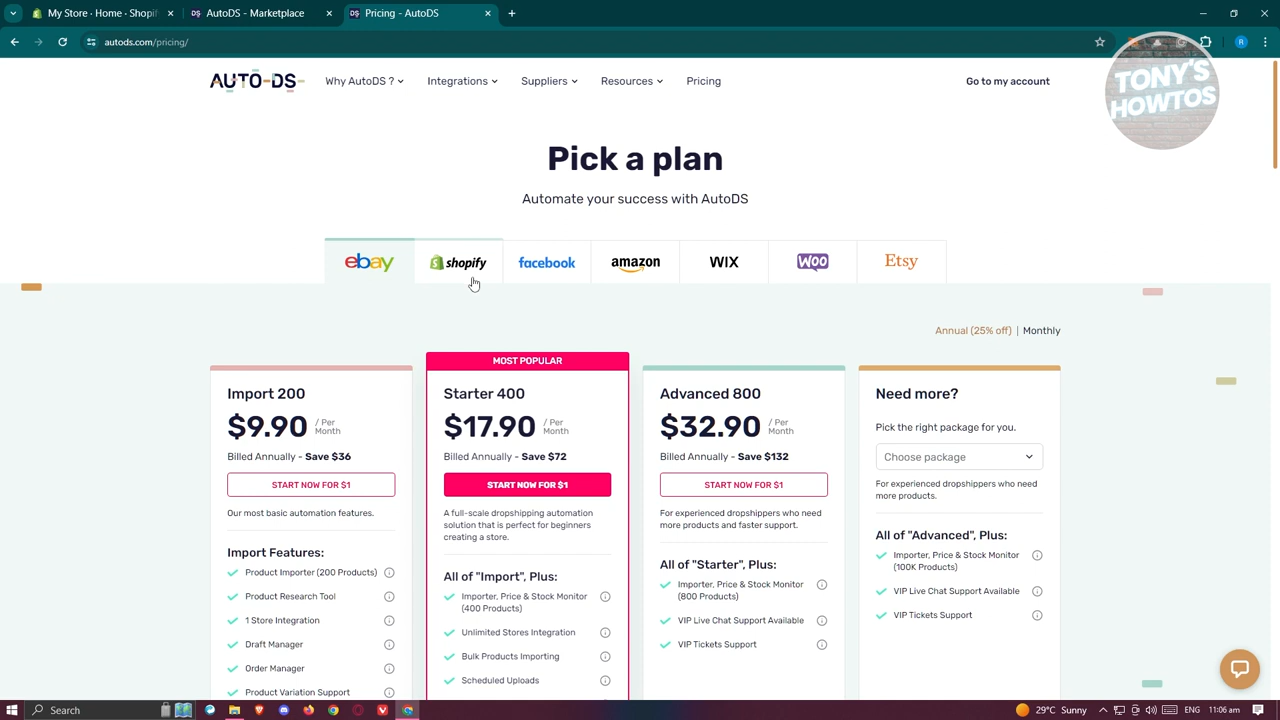 My Store · Home · Shopif
AutoDS - Marketplace
Pricing - AutoDS
autods.com/pricing/
R
TONY'S
HOWTOS
AUTO-DS
Why AutoDS ?
Integrations
Suppliers
Resources
Pricing
Go to my account
Pick a plan
Automate your success with AutoDS
ebay
shopify
facebook
amazon
WIX
WOO
Etsy
Annual (25% off) | Monthly
Import 200
$9.90 / Per
Month
Billed Annually - Save $36
START NOW FOR $1
Our most basic automation features.
Import Features:
Product Importer (200 Products)
Product Research Tool
1 Store Integration
Draft Manager
Order Manager
Product Variation Support
MOST POPULAR
Starter 400
$17.90 / Per
Month
Billed Annually - Save $72
START NOW FOR $1
A full-scale dropshipping automation
solution that is perfect for beginners
creating a store.
All of "Import", Plus:
Importer, Price & Stock Monitor
(400 Products)
Unlimited Stores Integration
Bulk Products Importing
Scheduled Uploads
Advanced 800
$32.90 / Per
Month
Billed Annually - Save $132
START NOW FOR $1
For experienced dropshippers who need
more products and faster support.
All of "Starter", Plus:
Importer, Price & Stock Monitor
(800 Products)
VIP Live Chat Support Available
VIP Tickets Support
Need more?
Pick the right package for you.
Choose package
For experienced dropshippers who need
more products.
All of "Advanced", Plus:
Importer, Price & Stock Monitor
(100K Products)
VIP Live Chat Support Available
VIP Tickets Support
Search
29°C Sunny
11:06 am